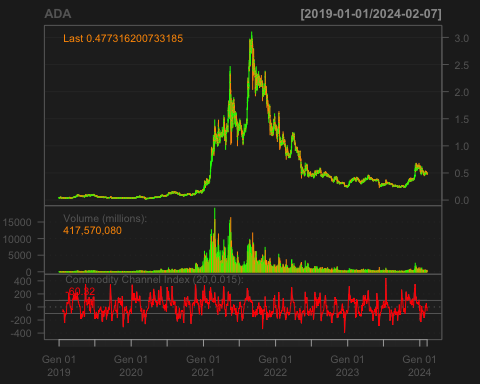 ADA [2019-01-01/2024-02-07]
Last 0.477316200733185
3.0
2.5
2.0
1.5
1.0
0.5
0.0
Volume (millions):
417,570,080
15000
10000
5000
0
Commodity Channel Index (20,0.015):
400
200
0
-200
-400
Gen 01 Gen 01 Gen 01 Gen 01 Gen 01 Gen 01
2019 2020 2021 2022 2023 2024